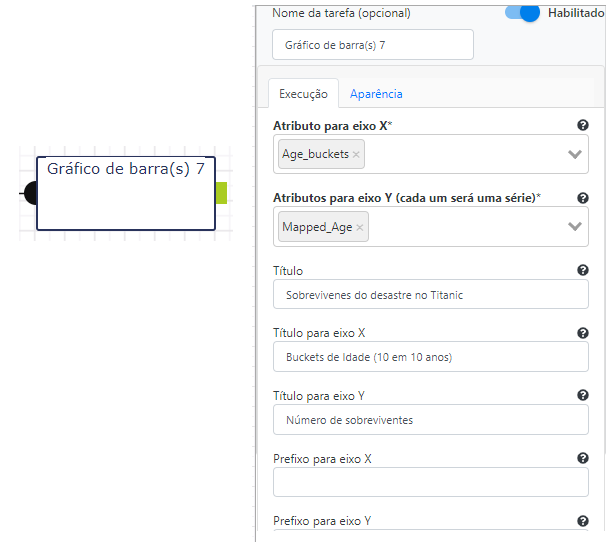 Gráfico de barra(s) 7
Nome da tarefa (opcional)
Habilitado
Gráfico de barra(s) 7
Execução
Aparência
Atributo para eixo X*
Age_buckets ×
Atributos para eixo Y (cada um será uma série)*
Mapped_Age ×
Título
Sobrevivenes do desastre no Titanic
Título para eixo X
Buckets de Idade (10 em 10 anos)
Título para eixo Y
Número de sobreviventes
Prefixo para eixo X
Prefixo para eixo Y